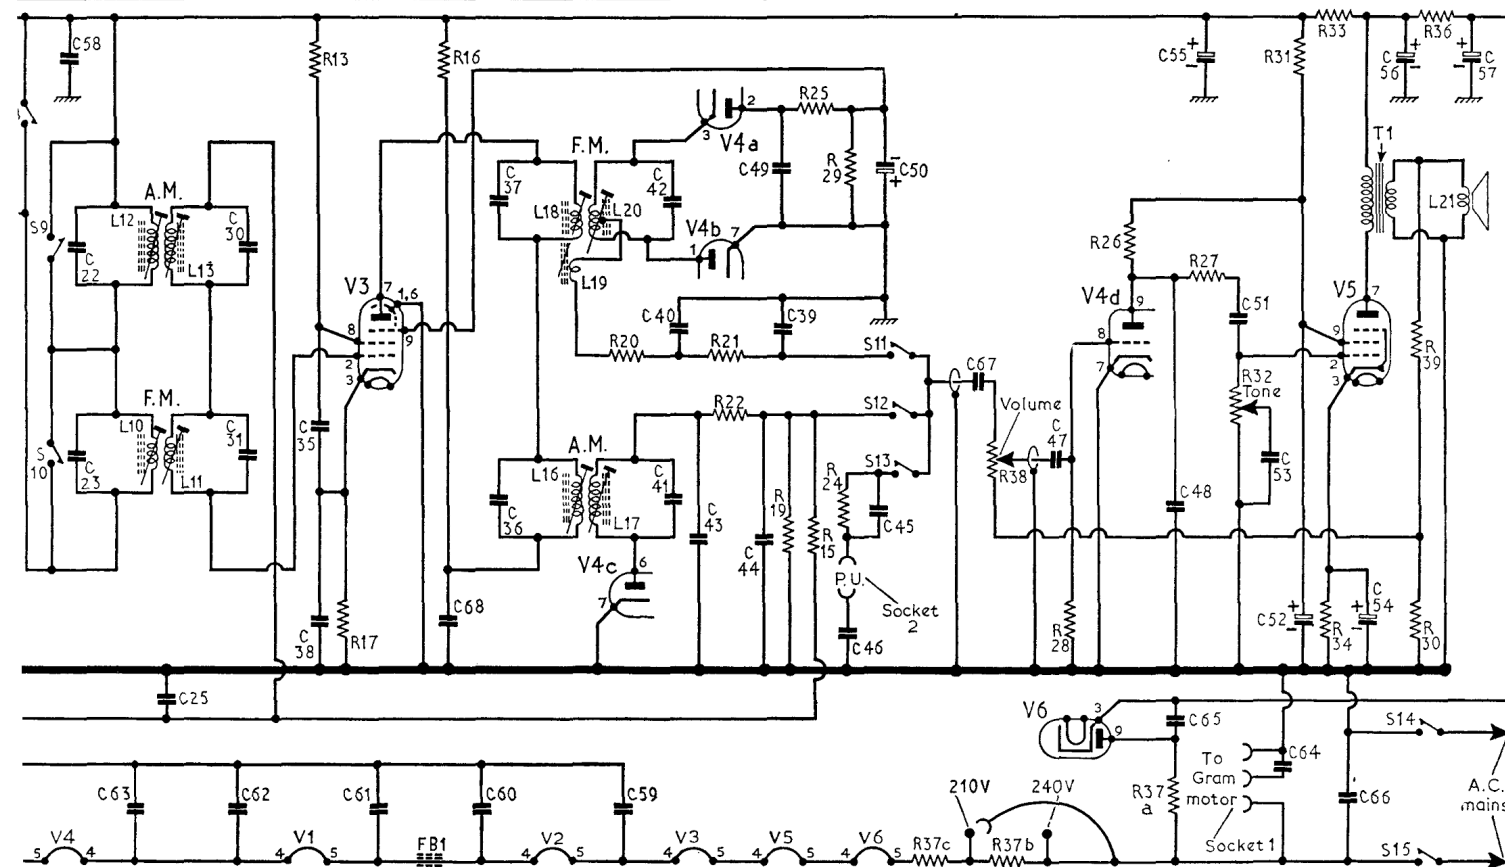 C58
R13
R16
C55
R31
R33
C 56
R36
C 57
F.M.
C 37
L18
L20
C 42
L19
3
2
V4a
R25
C49
R 29
C50
V4b
1
7
A.M.
S9
L12
C 22
L13
C 30
F.M.
S 10
L10
C 23
L11
C 31
V3
7
1,6
8
9
2
3
C 35
C 38
R17
R20
C40
R21
C39
S11
R22
S12
S13
A.M.
L16
C 36
L17
C 41
V4c
6
7
C68
C 43
C 44
R 19
R 15
R 24
C45
P.U.
Socket 2
C46
C67
Volume
R38
C 47
R 28
R26
V4d
9
8
7
R27
C48
C51
R32
Tone
C 53
T1
V5
7
9
2
3
L21
R 39
C52
R 34
C 54
R 30
C25
V6
3
9
C65
R37 a
To Gram motor
Socket 1
C64
C66
S14
A.C. mains
S15
C63
C62
C61
C60
C59
5 V4 4
4 V1 5
FB1
4 V2 5
4 V3 5
4 V5 5
4 V6 5
R37c
210V
R37b
240V